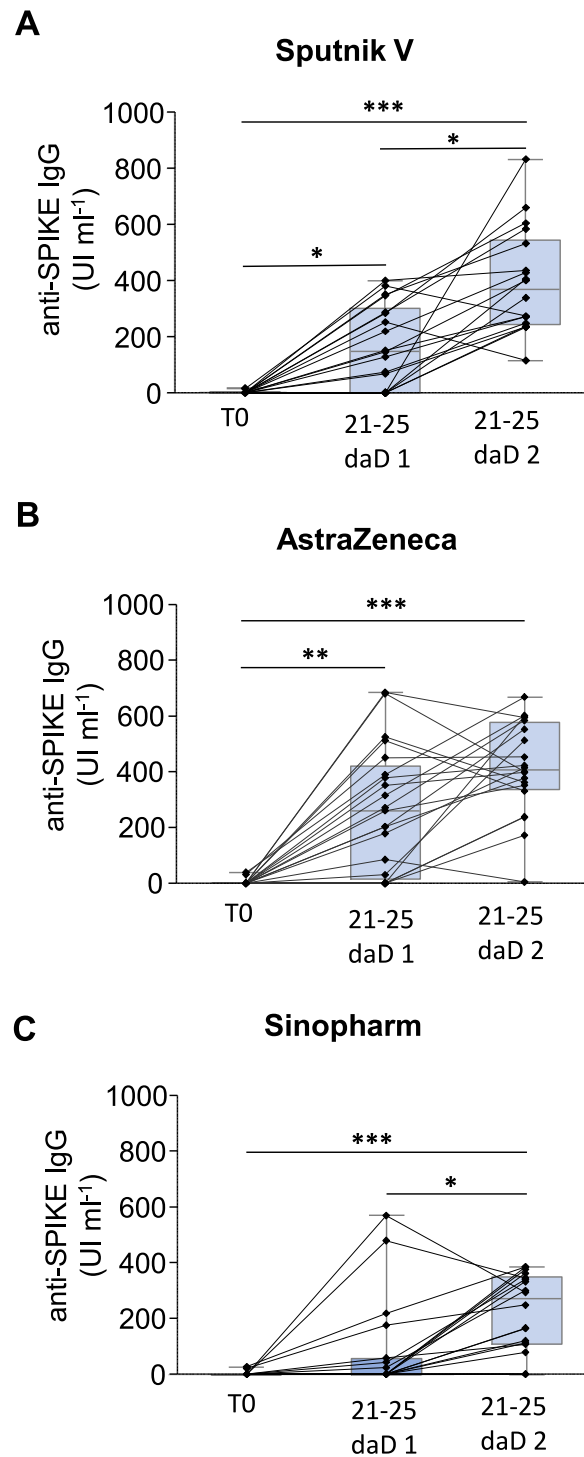 A
Sputnik V
anti-SPIKE IgG
(UI ml⁻¹)
1000
800
600
400
200
0
***
*
*
T0
21-25
daD 1
21-25
daD 2
B
AstraZeneca
anti-SPIKE IgG
(UI ml⁻¹)
1000
800
600
400
200
0
***
**
T0
21-25
daD 1
21-25
daD 2
C
Sinopharm
anti-SPIKE IgG
(UI ml⁻¹)
1000
800
600
400
200
0
***
*
T0
21-25
daD 1
21-25
daD 2